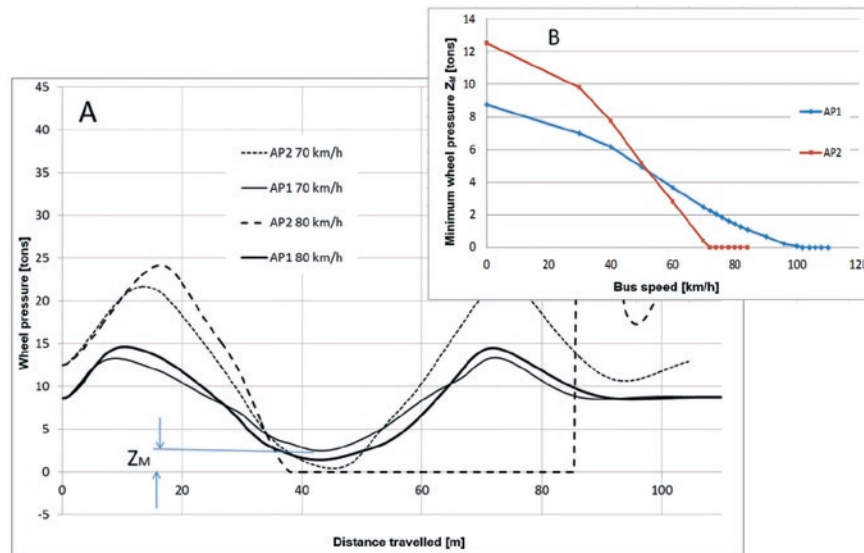 A
45
40
35
30
25
20
15
10
5
0
-5
Wheel pressure [tons]
AP2 70 km/h
AP1 70 km/h
AP2 80 km/h
AP1 80 km/h
ZM
0 20 40 60 80 100
Distance travelled [m]
B
14
12
10
8
6
4
2
0
Minimum wheel pressure ZM [tons]
AP1
AP2
0 20 40 60 80 100 120
Bus speed [km/h]